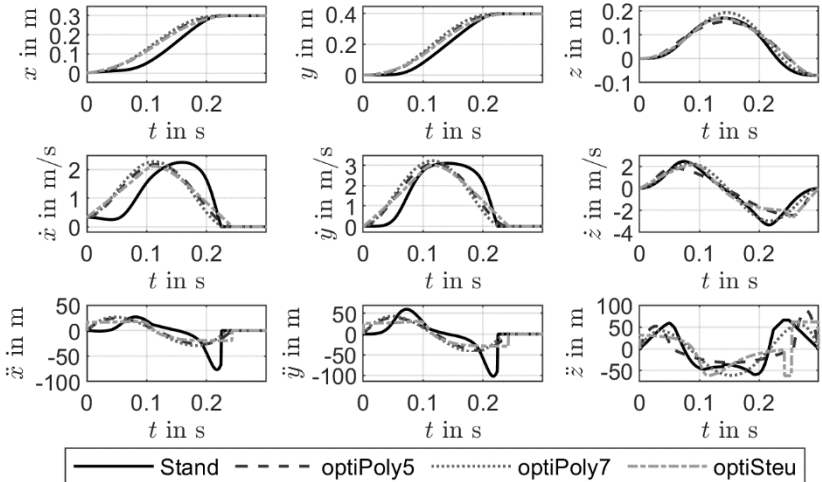 0.3
0.2
0.1
0
x in m
0 0.1 0.2
t in s
0.4
0.2
0
y in m
0 0.1 0.2
t in s
0.2
0.1
0
-0.1
z in m
0 0.1 0.2
t in s
2
1
0
ẋ in m/s
0 0.1 0.2
t in s
3
2
1
0
ẏ in m/s
0 0.1 0.2
t in s
2
0
-2
-4
ż in m/s
0 0.1 0.2
t in s
50
0
-50
-100
ẍ in m
0 0.1 0.2
t in s
50
0
-50
-100
ÿ in m
0 0.1 0.2
t in s
50
0
-50
z̈ in m
0 0.1 0.2
t in s
Stand optiPoly5 optiPoly7 optiSteu